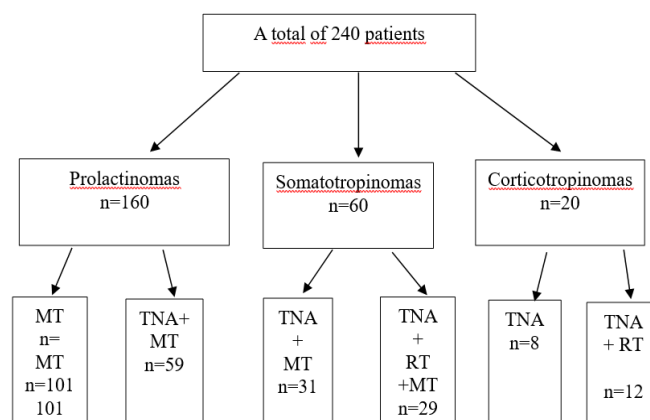 A total of 240 patients
Prolactinomas
n=160
Somatotropinomas
n=60
Corticotropinomas
n=20
MT
n=
MT
n=101
101
TNA+
MT
n=59
TNA
+
MT
n=31
TNA
+
RT
+MT
n=29
TNA
n=8
TNA
+ RT
n=12